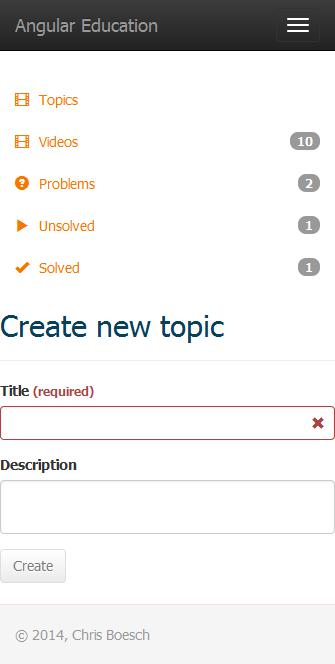 Angular Education
Topics
Videos 10
Problems 2
Unsolved 1
Solved 1
Create new topic
Title (required)
Description
Create
© 2014, Chris Boesch